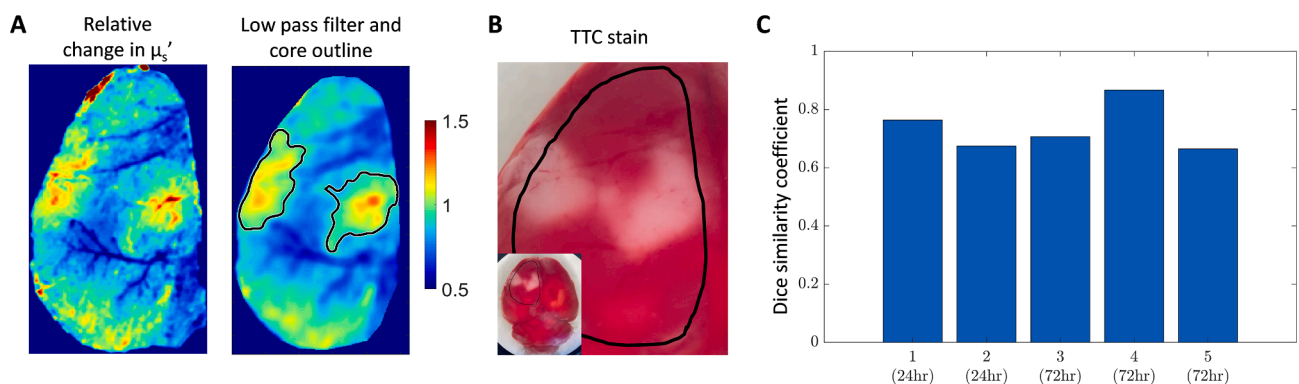 A
Relative
change in μs’
Low pass filter and
core outline
1.5
1
0.5
B
TTC stain
C
Dice similarity coefficient
1
0.8
0.6
0.4
0.2
0
1
(24hr)
2
(24hr)
3
(72hr)
4
(72hr)
5
(72hr)